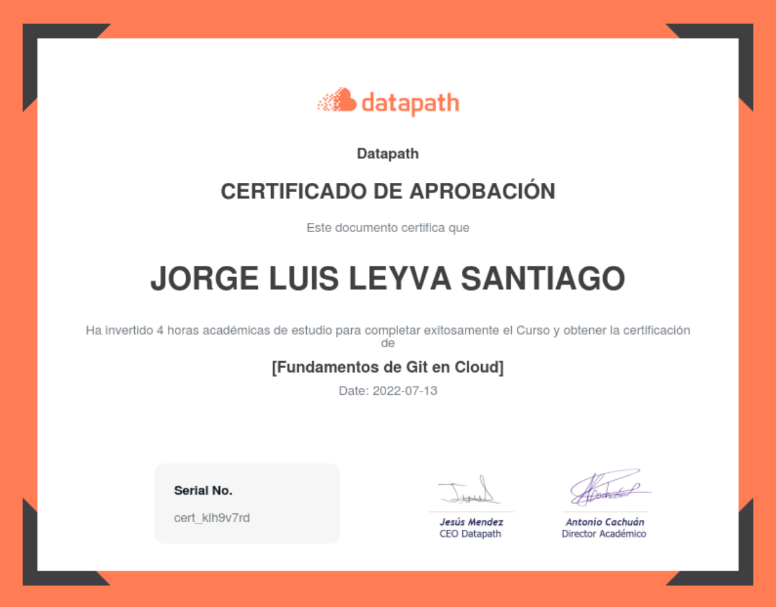 datapath
Datapath
CERTIFICADO DE APROBACIÓN
Este documento certifica que
JORGE LUIS LEYVA SANTIAGO
Ha invertido 4 horas académicas de estudio para completar exitosamente el Curso y obtener la certificación
de
[Fundamentos de Git en Cloud]
Date: 2022-07-13
Serial No.
cert_klh9v7rd
Jesús Mendez
CEO Datapath
Antonio Cachuán
Director Académico